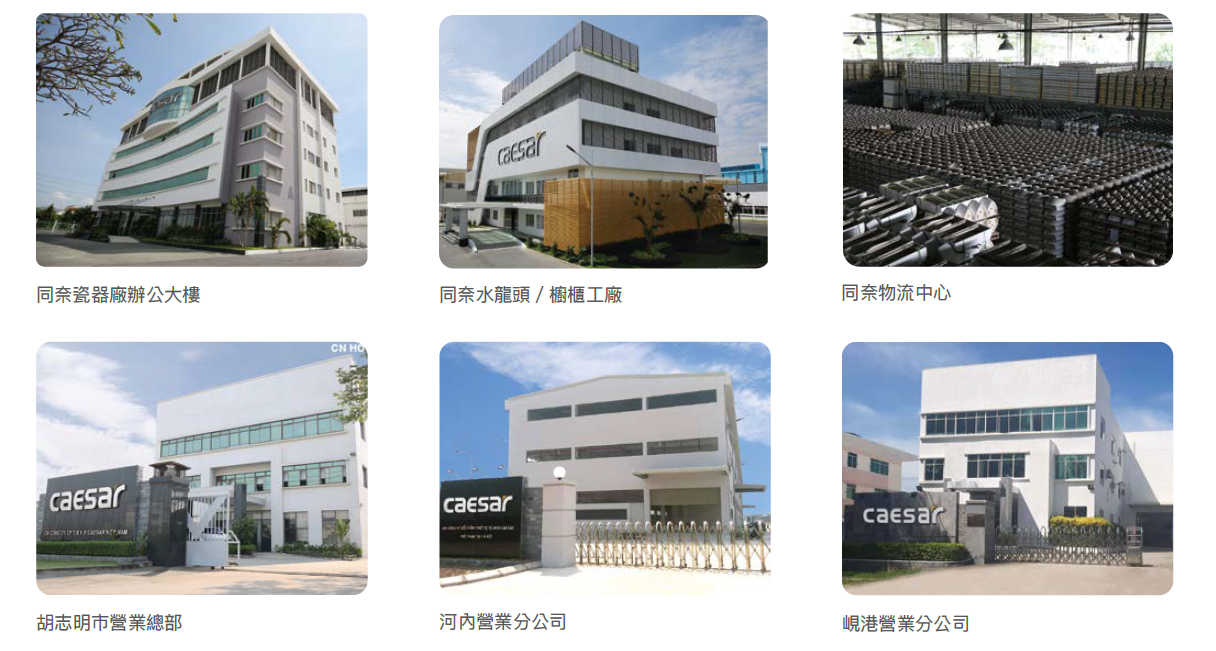 caesar
caesar
同奈瓷器廠辦公大樓
同奈水龍頭 / 櫥櫃工廠
同奈物流中心
CN HO
caesar
caesar
caesar
胡志明市營業總部
河內營業分公司
峴港營業分公司